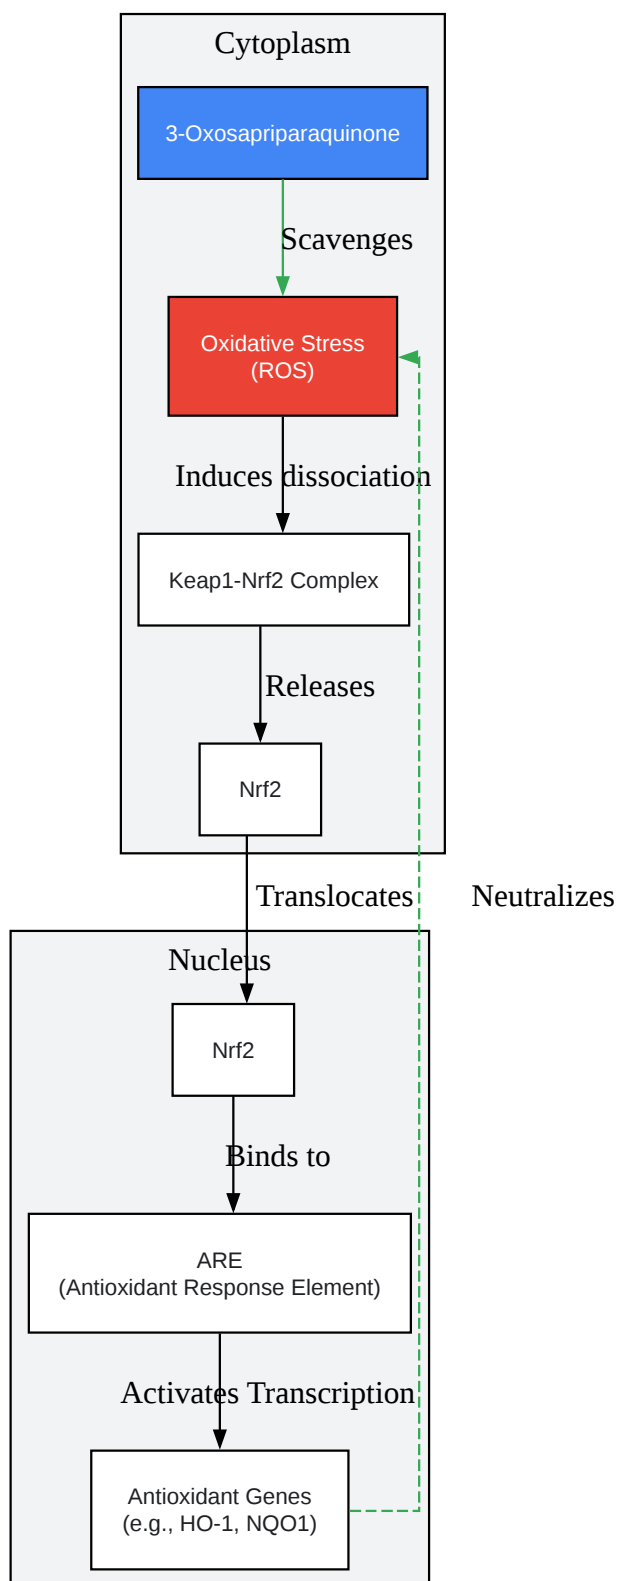 Cytoplasm
3-Oxosapriparaquinone
Scavenges
Oxidative Stress
(ROS)
Induces dissociation
Keap1-Nrf2 Complex
Releases
Nrf2
Translocates
Neutralizes
Nucleus
Nrf2
Binds to
ARE
(Antioxidant Response Element)
Activates Transcription
Antioxidant Genes
(e.g., HO-1, NQO1)